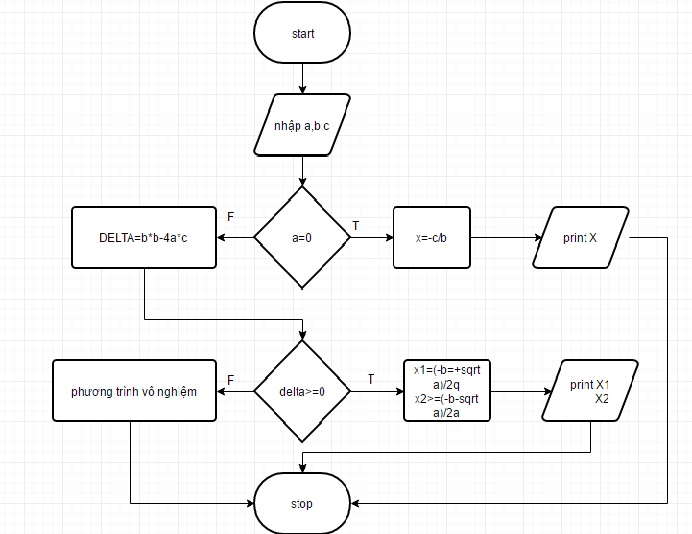 start
nhập a,b,c
a=0
F
T
DELTA=b*b-4a*c
x=-c/b
print X
delta>=0
F
T
phương trình vô nghiệm
x1=(-b=+sqrt
a)/2q
x2>=(-b-sqrt
a)/2a
print X1
X2
stop